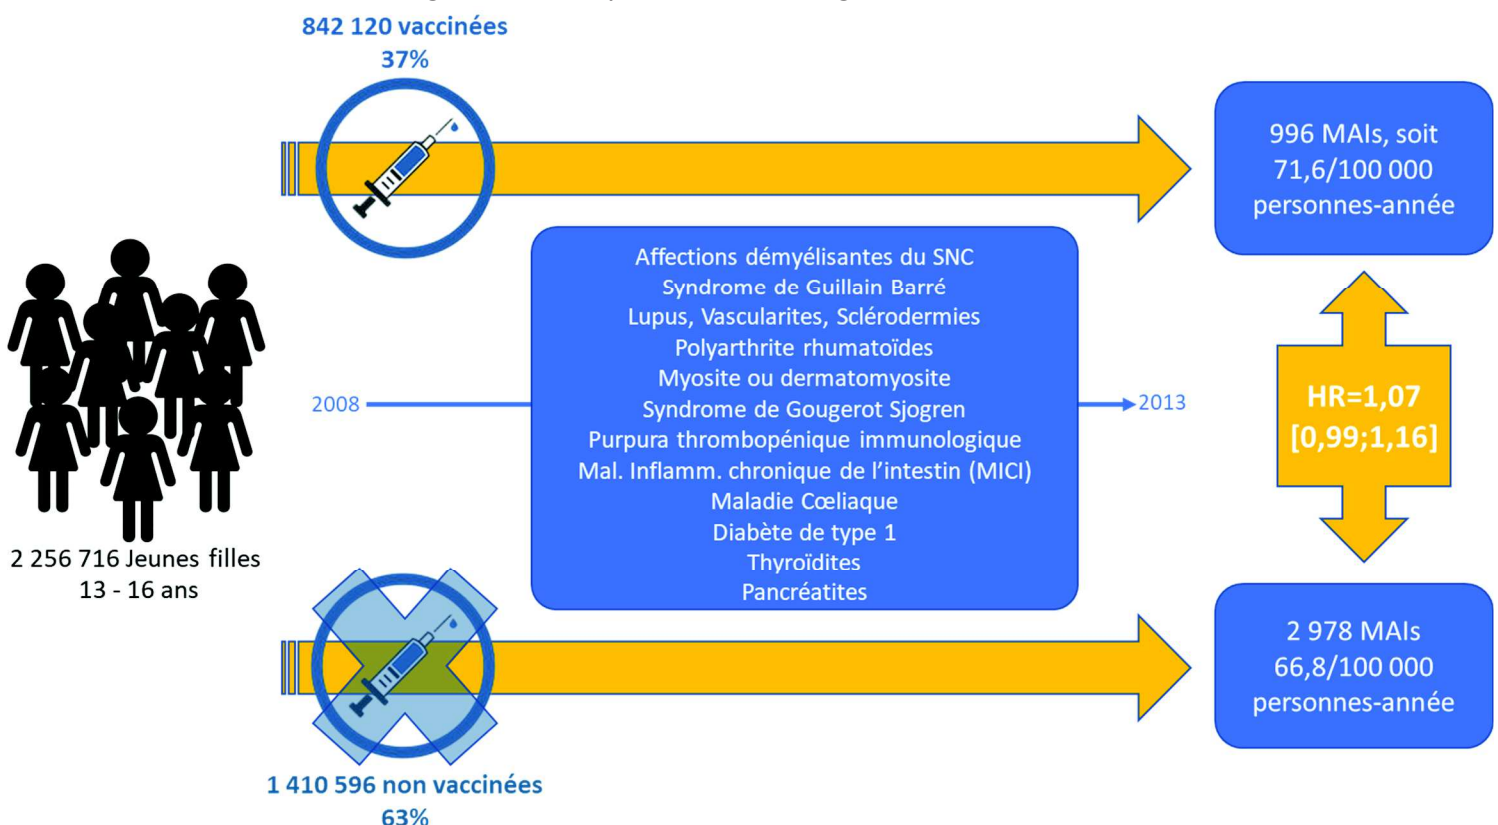 842 120 vaccinées
37%
996 MAIs, soit
71,6/100 000
personnes-année
Affections démyélisantes du SNC
Syndrome de Guillain Barré
Lupus, Vascularites, Sclérodermies
Polyarthrite rhumatoïdes
Myosite ou dermatomyosite
Syndrome de Gougerot Sjogren
Purpura thrombopénique immunologique
Mal. Inflamm. chronique de l'intestin (MICI)
Maladie Cœliaque
Diabète de type 1
Thyroïdites
Pancréatites
2008
2013
HR=1,07
[0,99;1,16]
2 256 716 Jeunes filles
13 - 16 ans
2 978 MAIs
66,8/100 000
personnes-année
1 410 596 non vaccinées
63%